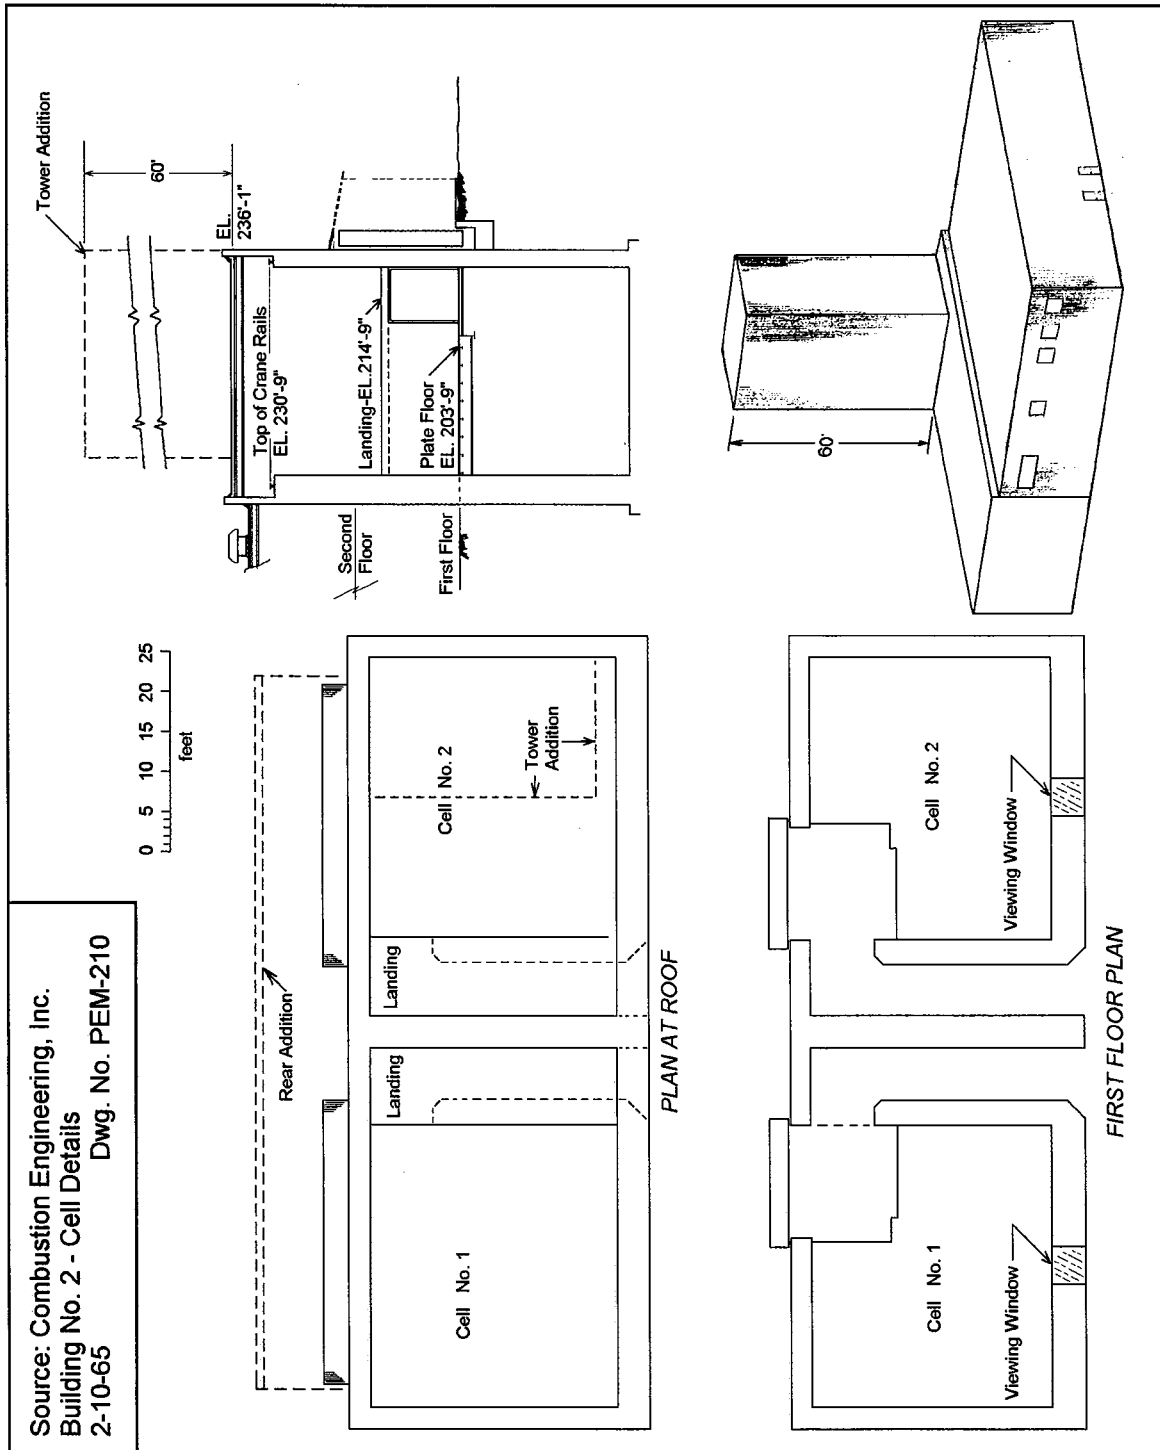 Source: Combustion Engineering, Inc.
Building No. 2 - Cell Details
2-10-65 Dwg. No. PEM-210
0 5 10 15 20 25
feet
Rear Addition
Cell No. 1
Landing
Landing
Cell No. 2
Tower
Addition
PLAN AT ROOF
Tower Addition
60'
EL.
236'-1"
Top of Crane Rails
EL. 230'-9"
Landing-EL.214'-9"
Plate Floor
EL. 203'-9"
Second
Floor
First Floor
Cell No. 1
Viewing Window
Cell No. 2
Viewing Window
FIRST FLOOR PLAN
60'